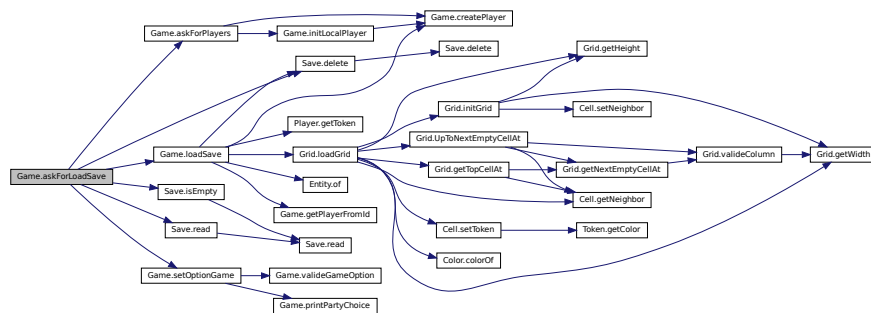 Game.askForLoadSave
Game.askForPlayers
Game.initLocalPlayer
Game.createPlayer
Save.delete
Save.delete
Game.loadSave
Player.getToken
Grid.loadGrid
Entity.of
Game.getPlayerFromId
Save.isEmpty
Save.read
Save.read
Game.setOptionGame
Game.valideGameOption
Game.printPartyChoice
Grid.getHeight
Grid.initGrid
Cell.setNeighbor
Grid.UpToNextEmptyCellAt
Grid.getTopCellAt
Grid.getNextEmptyCellAt
Grid.valideColumn
Grid.getWidth
Cell.getNeighbor
Cell.setToken
Token.getColor
Color.colorOf